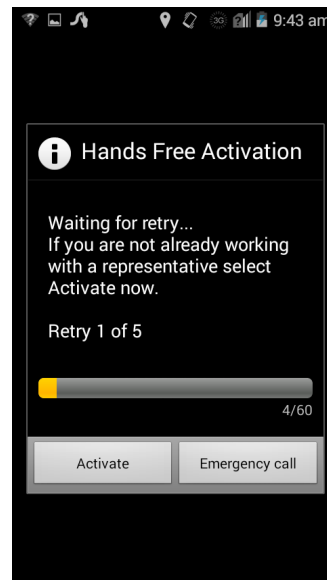 3G 9:43 am
Hands Free Activation
Waiting for retry...
If you are not already working
with a representative select
Activate now.
Retry 1 of 5
4/60
Activate
Emergency call